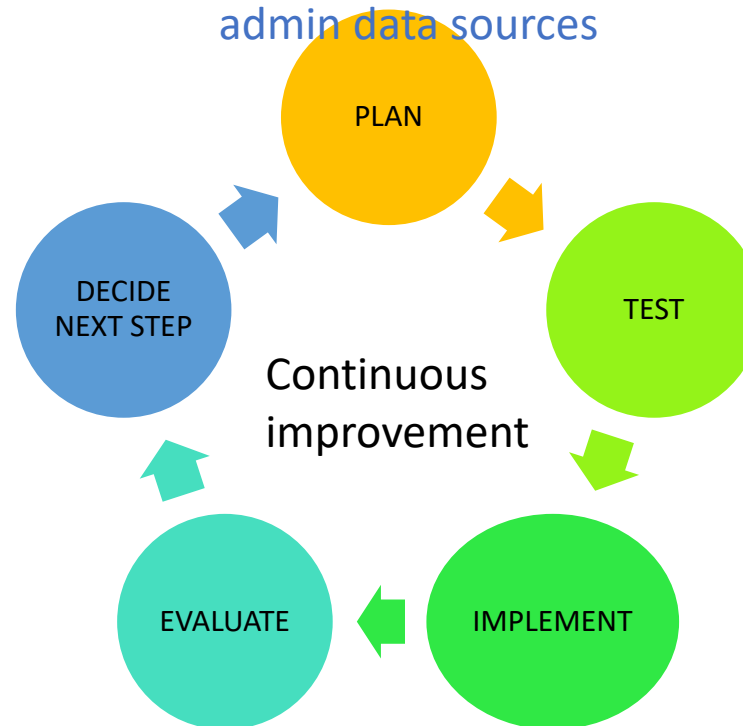 admin data sources
PLAN
TEST
IMPLEMENT
EVALUATE
DECIDE
NEXT STEP
Continuous
improvement